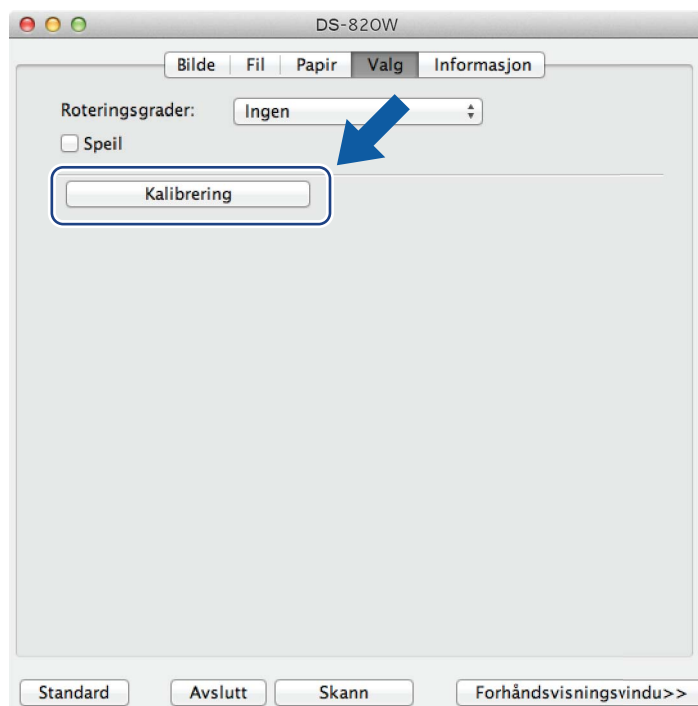 DS-820W
Bilde Fil Papir Valg Informasjon
Roteringsgrader: Ingen
Speil
Kalibrering
Standard Avslutt Skann Forhåndsvisningsvindu>>